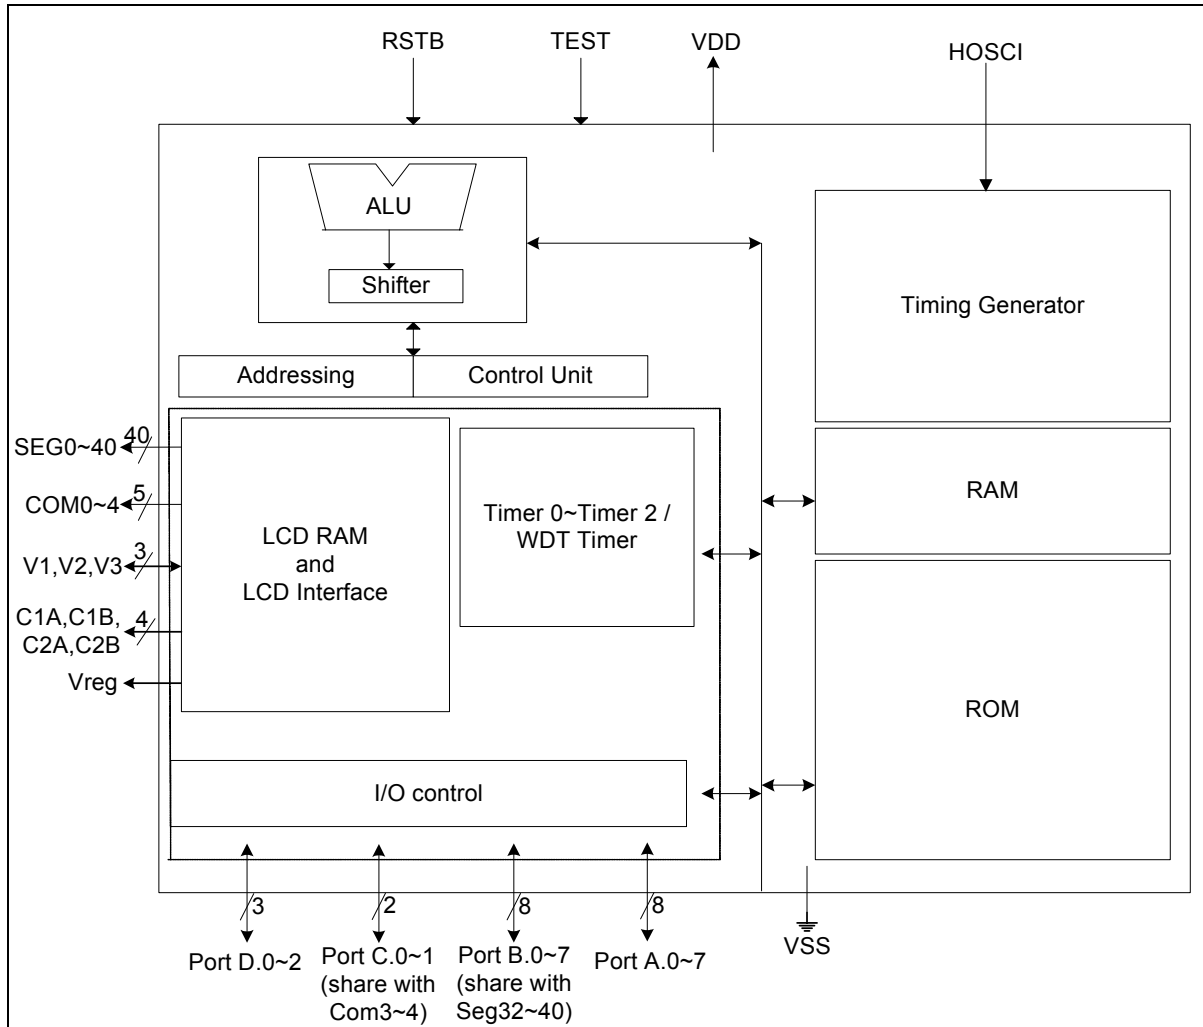 RSTB
TEST
VDD
HOSCI
ALU
Shifter
Timing Generator
Addressing
Control Unit
SEG0~40
40
COM0~4
5
V1,V2,V3
3
C1A,C1B,
C2A,C2B
4
Vreg
LCD RAM
and
LCD Interface
Timer 0~Timer 2 /
WDT Timer
RAM
ROM
I/O control
3
2
8
8
Port D.0~2
Port C.0~1
(share with
Com3~4)
Port B.0~7
(share with
Seg32~40)
Port A.0~7
VSS